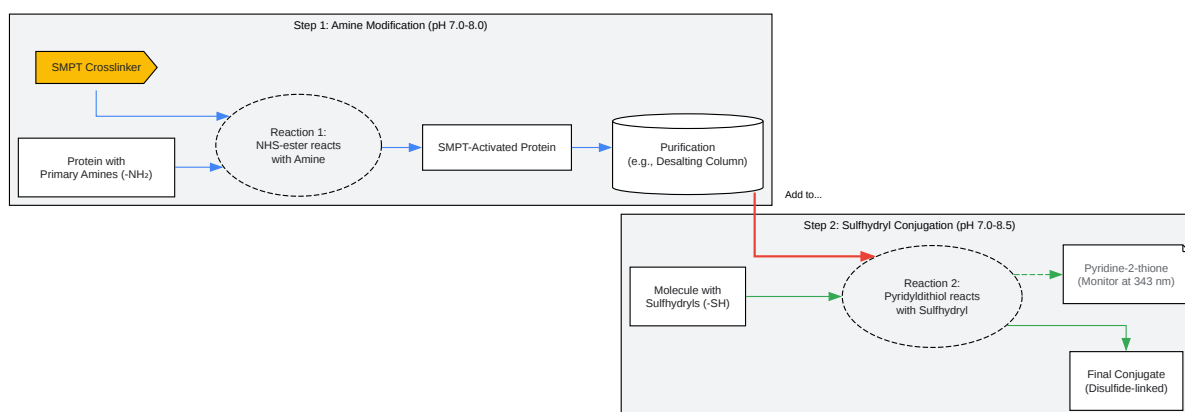 Step 1: Amine Modification (pH 7.0-8.0)
SMPT Crosslinker
Protein with
Primary Amines (-NH₂)
Reaction 1:
NHS-ester reacts
with Amine
SMPT-Activated Protein
Purification
(e.g., Desalting Column)
Add to...
Step 2: Sulfhydryl Conjugation (pH 7.0-8.5)
Molecule with
Sulfhydryls (-SH)
Reaction 2:
Pyridyldithiol reacts
with Sulfhydryl
Pyridine-2-thione
(Monitor at 343 nm)
Final Conjugate
(Disulfide-linked)